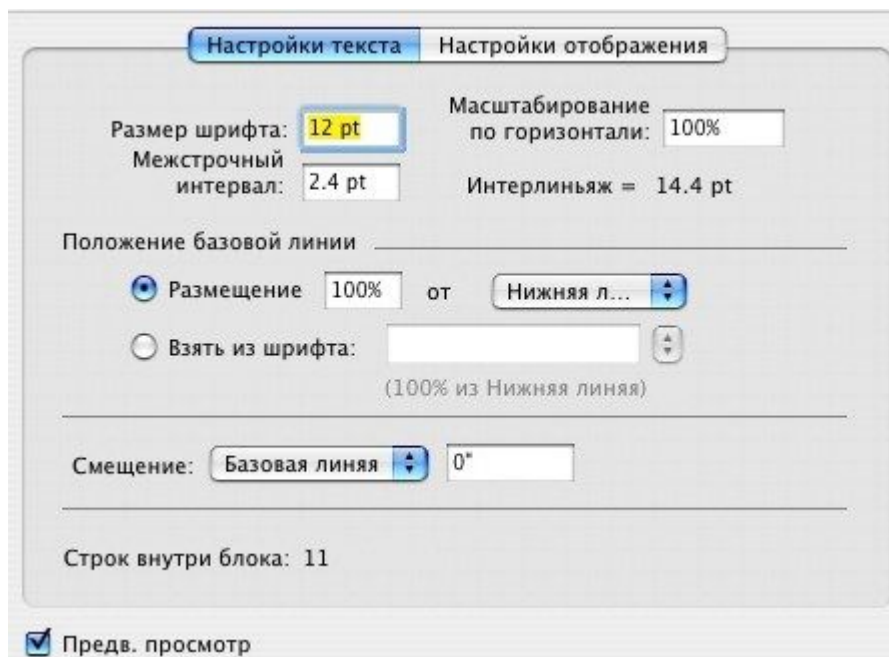 Настройки текста Настройки отображения
Размер шрифта: 12 pt
Масштабирование
по горизонтали: 100%
Межстрочный
интервал: 2.4 pt
Интерлиньяж = 14.4 pt
Положение базовой линии
Размещение 100% от Нижняя л...
Взять из шрифта:
(100% из Нижняя линяя)
Смещение: Базовая линяя 0"
Строк внутри блока: 11
Предв. просмотр